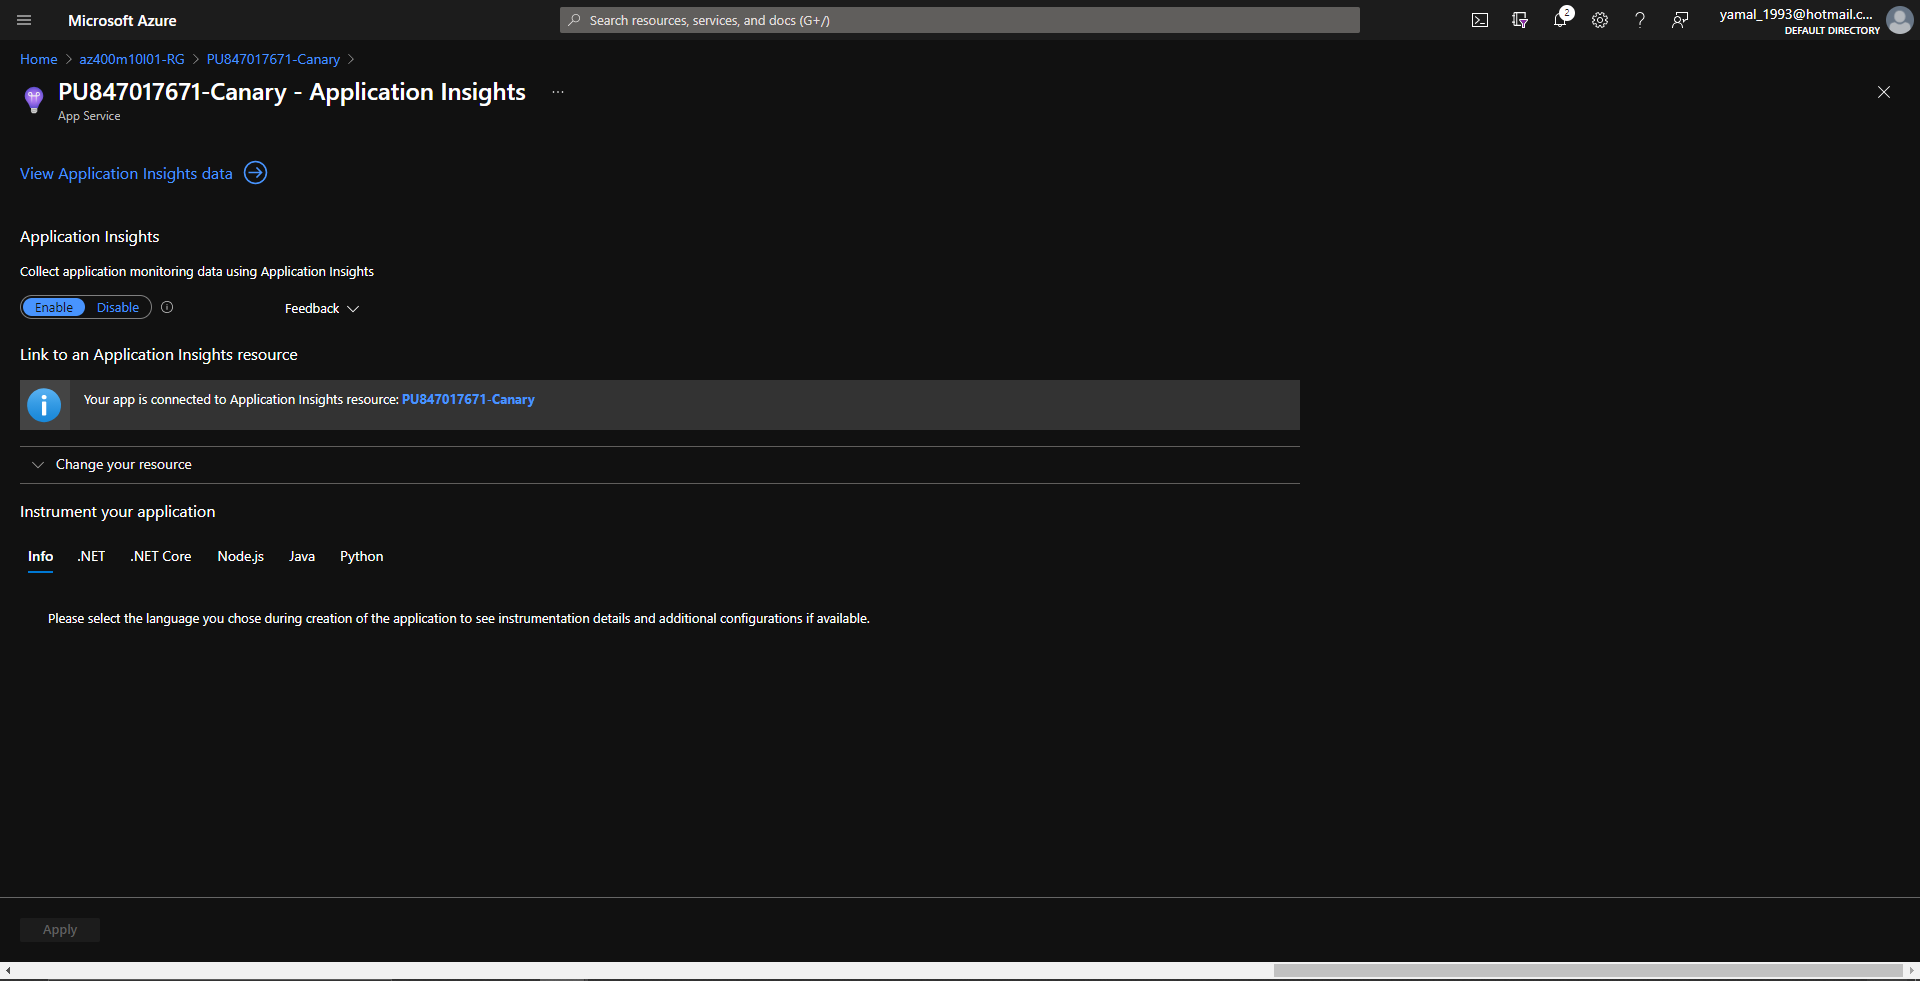 Microsoft Azure
Search resources, services, and docs (G+/)
2
yamal_1993@hotmail.c...
DEFAULT DIRECTORY
Home > az400m10l01-RG > PU847017671-Canary >
PU847017671-Canary - Application Insights ...
App Service
View Application Insights data
Application Insights
Collect application monitoring data using Application Insights
Enable Disable
Feedback
Link to an Application Insights resource
Your app is connected to Application Insights resource: PU847017671-Canary
Change your resource
Instrument your application
Info .NET .NET Core Node.js Java Python
Please select the language you chose during creation of the application to see instrumentation details and additional configurations if available.
Apply